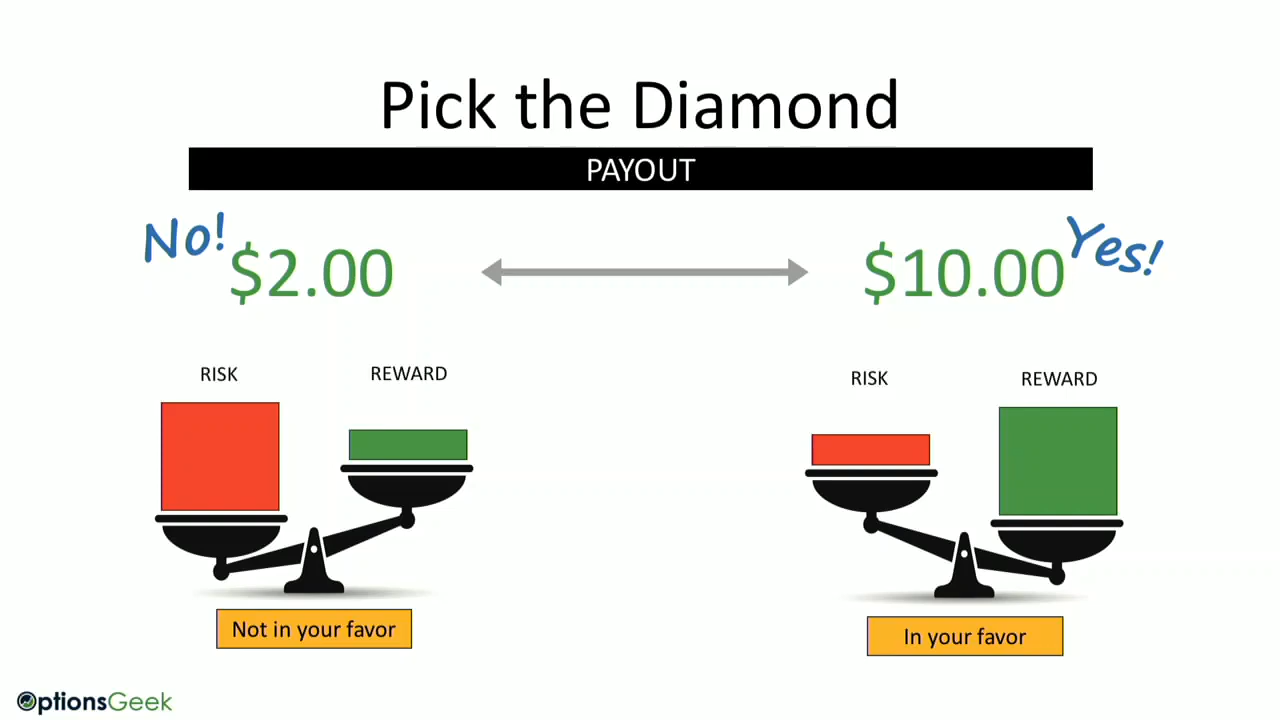 Pick the Diamond
PAYOUT
No!
$2.00
$10.00
Yes!
RISK
REWARD
RISK
REWARD
Not in your favor
In your favor
OptionsGeek